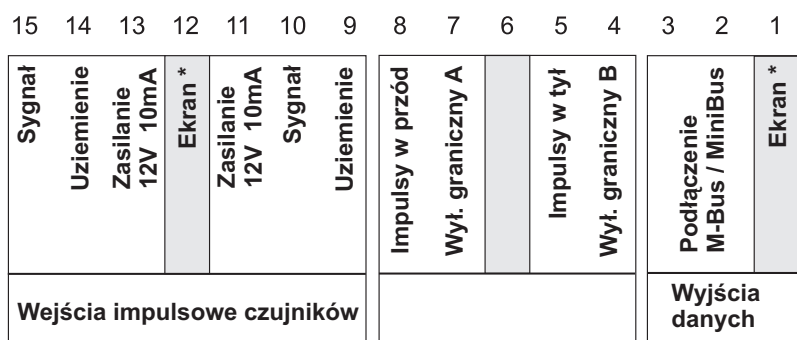 15 14 13 12 11 10 9 8 7 6 5 4 3 2 1
Sygnał
Uziemienie
Zasilanie
12V 10mA
Ekran *
Zasilanie
12V 10mA
Sygnał
Uziemienie
Impulsy w przód
Wył. graniczny A
Impulsy w tył
Wył. graniczny B
Podłączenie
M-Bus / MiniBus
Ekran *
Wejścia impulsowe czujników
Wyjścia
danych